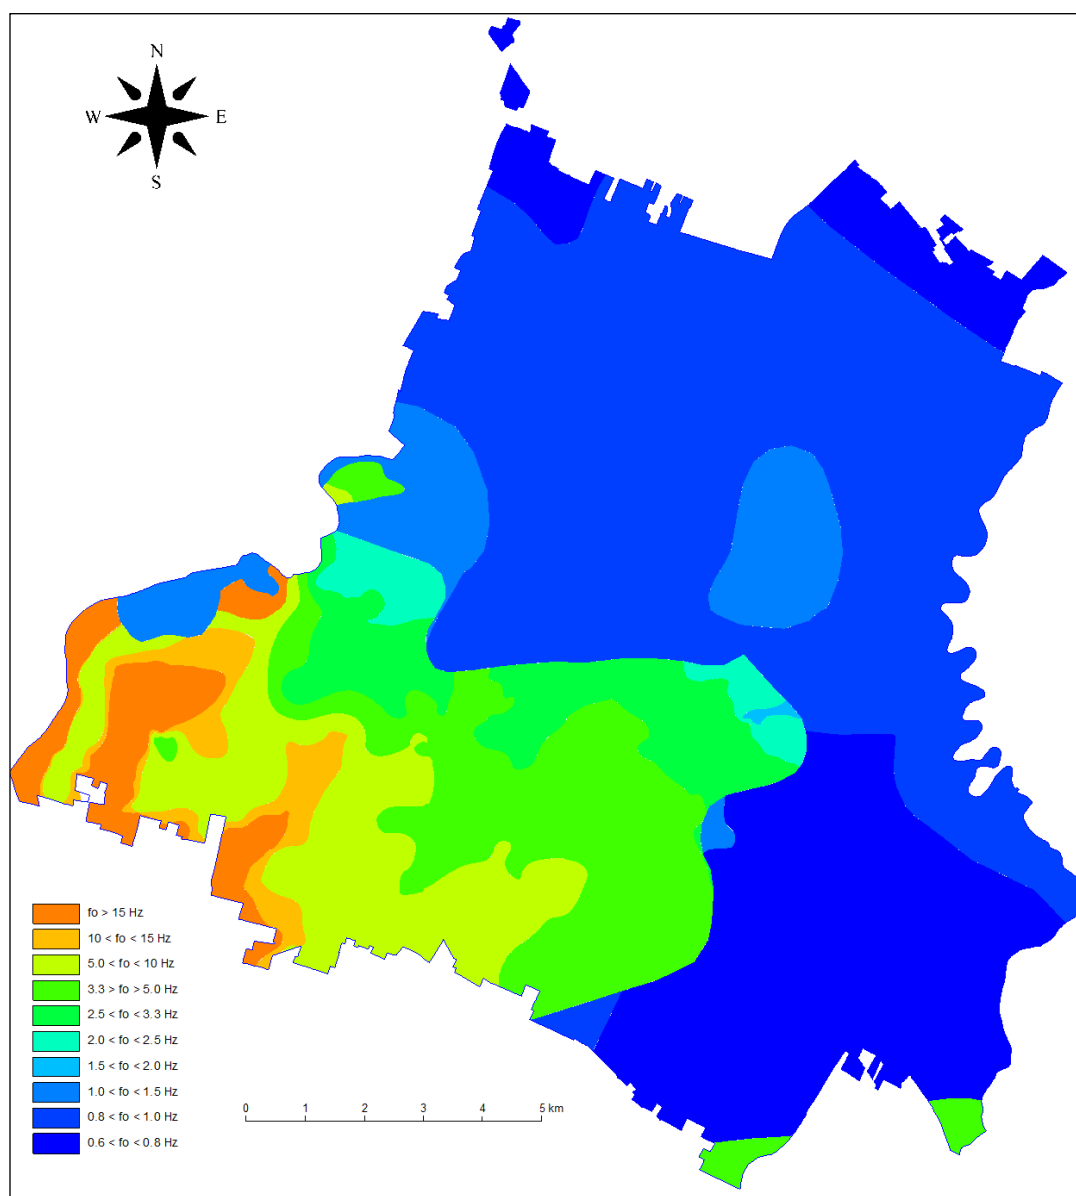 N
W E
S
fo > 15 Hz
10 < fo < 15 Hz
5.0 < fo < 10 Hz
3.3 > fo > 5.0 Hz
2.5 < fo < 3.3 Hz
2.0 < fo < 2.5 Hz
1.5 < fo < 2.0 Hz
1.0 < fo < 1.5 Hz
0.8 < fo < 1.0 Hz
0.6 < fo < 0.8 Hz
0 1 2 3 4 5 km